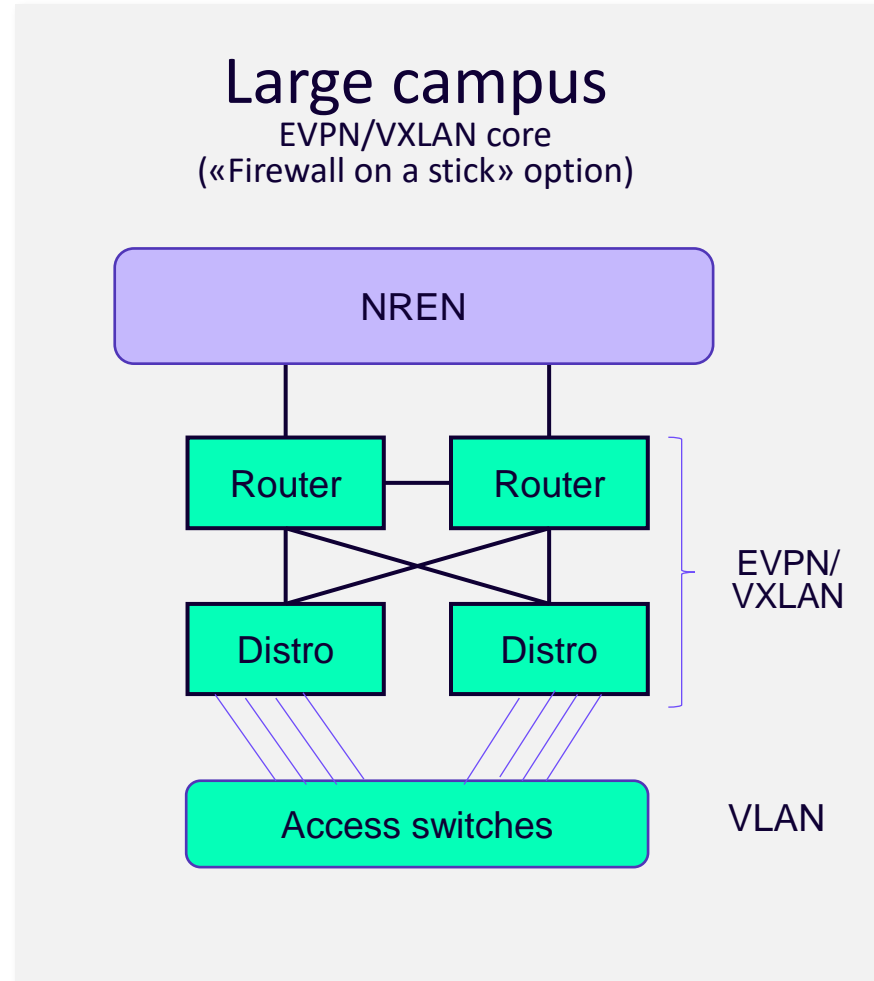 Large campus
EVPN/VXLAN core
(«Firewall on a stick» option)
NREN
Router
Router
EVPN/
VXLAN
Distro
Distro
Access switches
VLAN